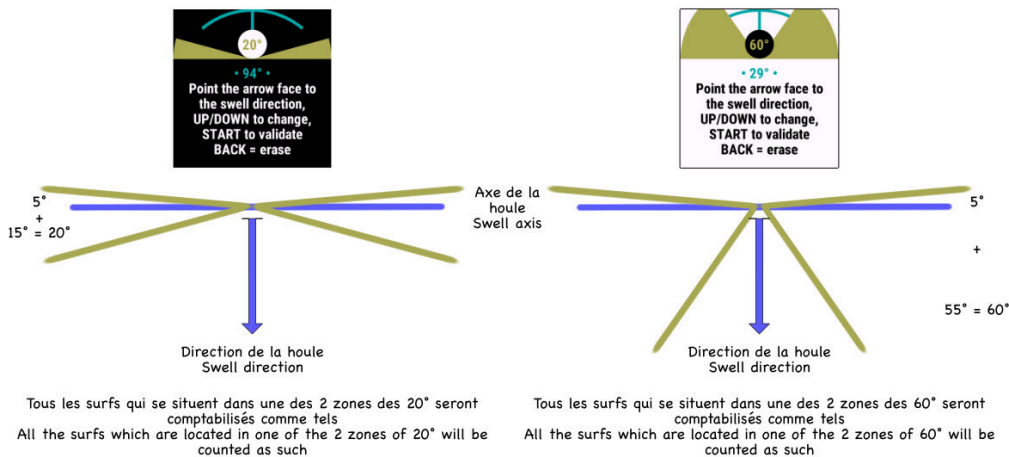 20°
• 94° •
Point the arrow face to
the swell direction,
UP/DOWN to change,
START to validate
BACK = erase
5°
+
15° = 20°
Direction de la houle
Swell direction
Tous les surfs qui se situent dans une des 2 zones des 20° seront
comptabilisés comme tels
All the surfs which are located in one of the 2 zones of 20° will be
counted as such
Axe de la
houle
Swell axis
60°
• 29° •
Point the arrow face to
the swell direction,
UP/DOWN to change,
START to validate
BACK = erase
5°
+
55° = 60°
Direction de la houle
Swell direction
Tous les surfs qui se situent dans une des 2 zones des 60° seront
comptabilisés comme tels
All the surfs which are located in one of the 2 zones of 60° will be
counted as such